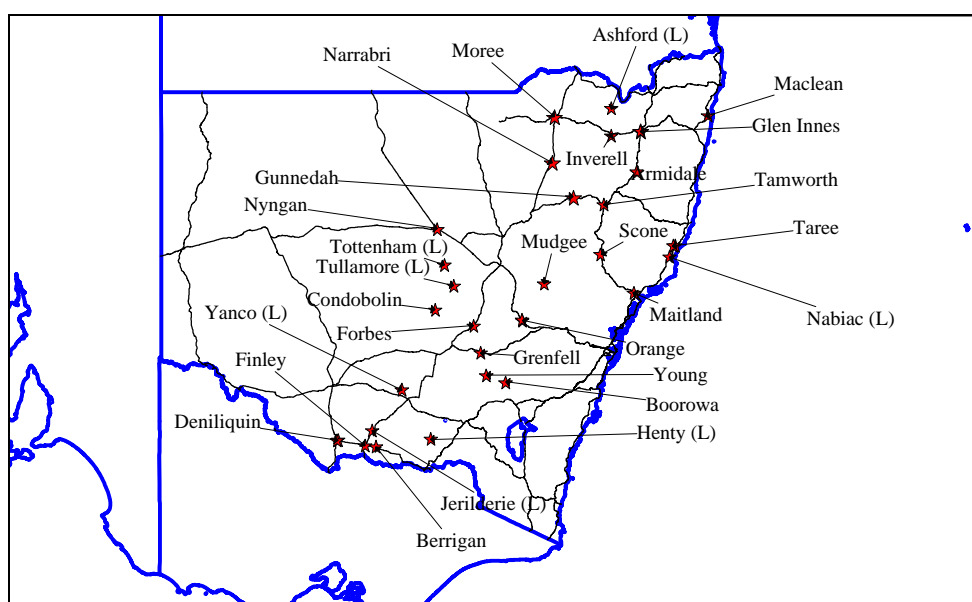 Ashford (L)
Moree
Narrabri
Maclean
Glen Innes
Inverell
Armidale
Gunnedah
Tamworth
Nyngan
Taree
Scone
Mudgee
Tottenham (L)
Tullamore (L)
Condobolin
Maitland
Yanco (L)
Nabiac (L)
Forbes
Orange
Finley
Grenfell
Young
Boorowa
Deniliquin
Henty (L)
Jerilderie (L)
Berrigan